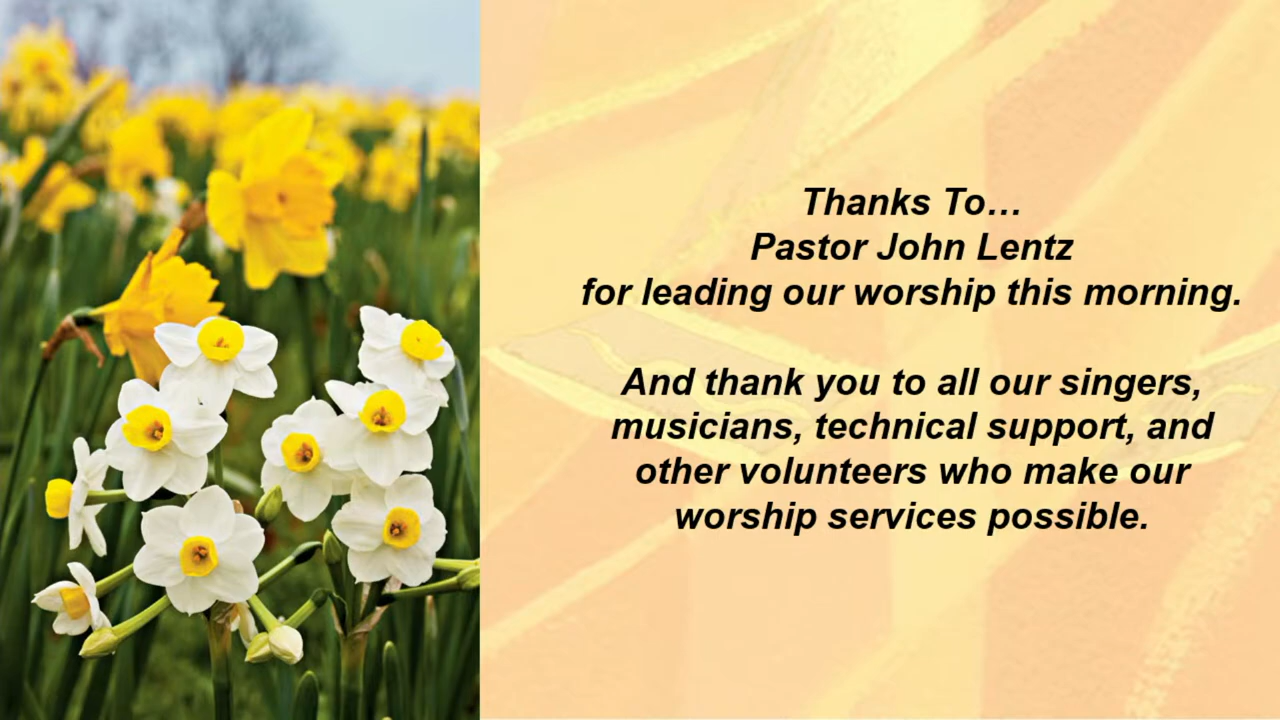 Thanks To…
Pastor John Lentz
for leading our worship this morning.
And thank you to all our singers,
musicians, technical support, and
other volunteers who make our
worship services possible.